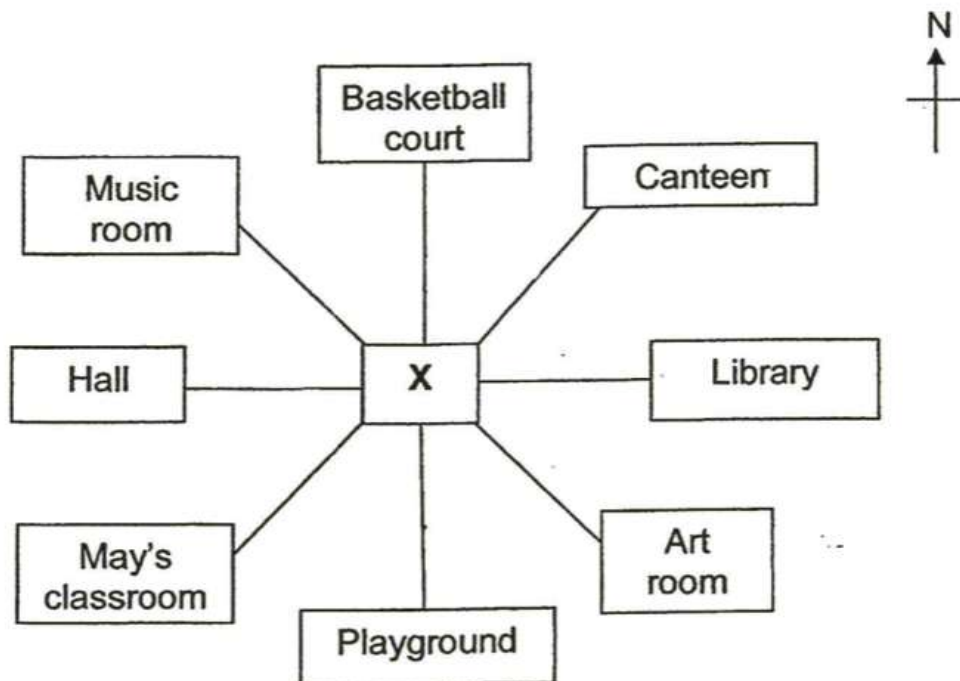 N
Basketball
court
Canteen
Music
room
Hall
X
Library
May's
classroom
Art
room
Playground